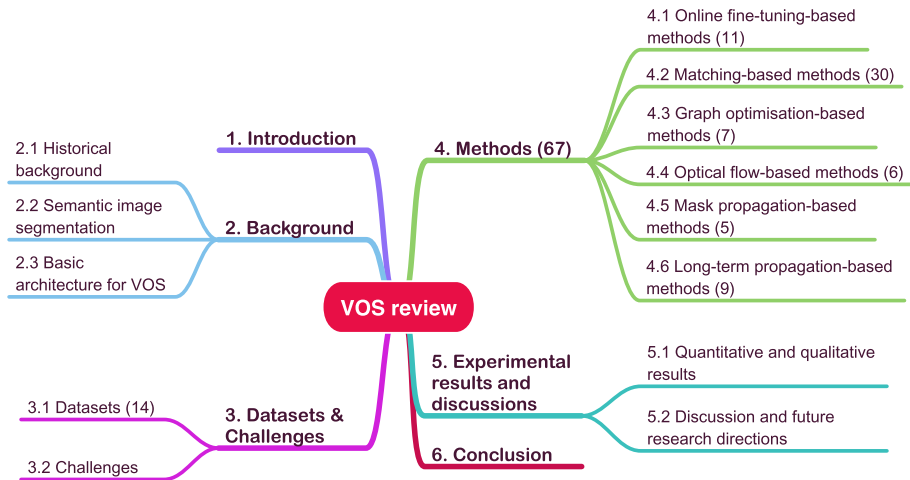 1. Introduction
2. Background
2.1 Historical
background
2.2 Semantic image
segmentation
2.3 Basic
architecture for VOS
VOS review
3. Datasets &
Challenges
3.1 Datasets (14)
3.2 Challenges
4. Methods (67)
4.1 Online fine-tuning-based
methods (11)
4.2 Matching-based methods (30)
4.3 Graph optimisation-based
methods (7)
4.4 Optical flow-based methods (6)
4.5 Mask propagation-based
methods (5)
4.6 Long-term propagation-based
methods (9)
5. Experimental
results and
discussions
5.1 Quantitative and qualitative
results
5.2 Discussion and future
research directions
6. Conclusion